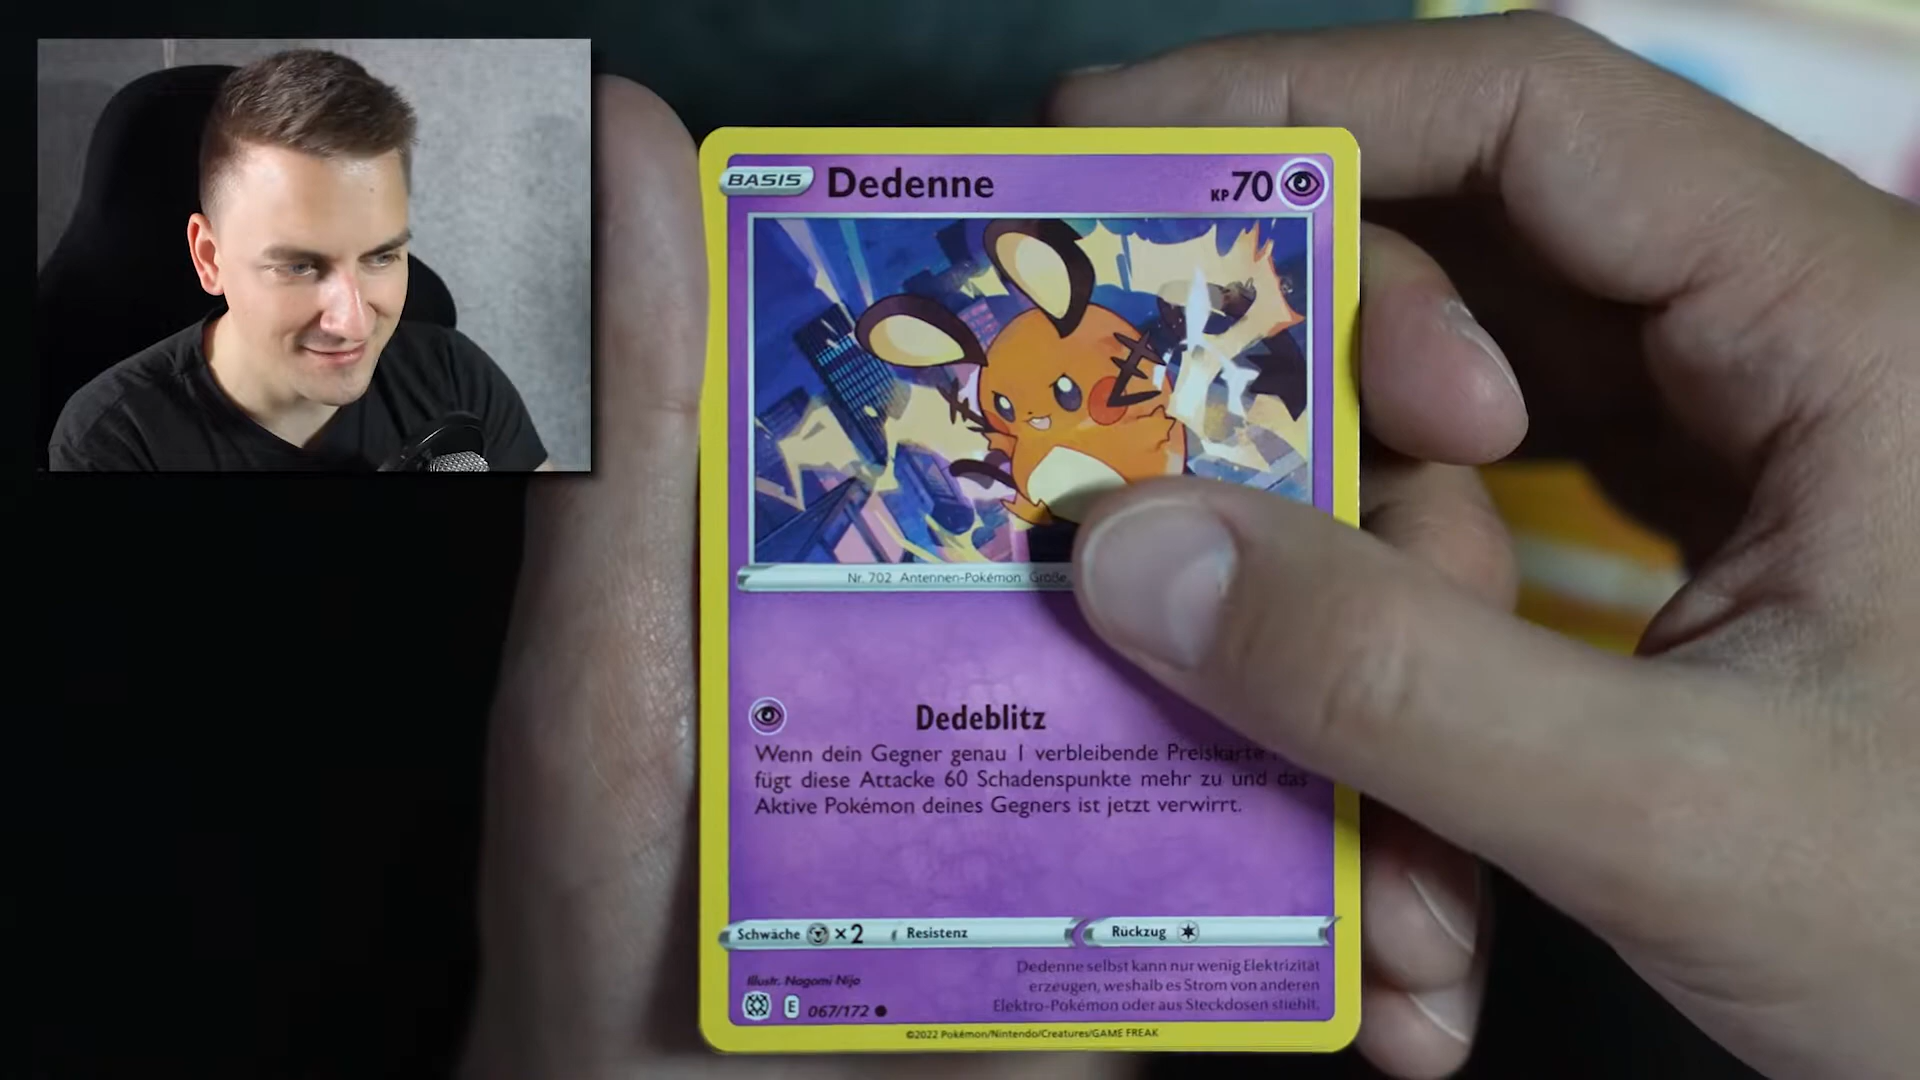 BASIS Dedenne KP 70
Nr. 702 Antennen-Pokémon Größe
Dedeblitz
Wenn dein Gegner genau 1 verbleibende Preiskarte
fügt diese Attacke 60 Schadenspunkte mehr zu und das
Aktive Pokémon deines Gegners ist jetzt verwirrt.
Schwäche ×2 Resistenz Rückzug
Illustr. Nagomi Nijo
Dedenne selbst kann nur wenig Elektrizität
erzeugen, weshalb es Strom von anderen
Elektro-Pokémon oder aus Steckdosen stiehlt.
E 067/172
©2022 Pokémon/Nintendo/Creatures/GAME FREAK